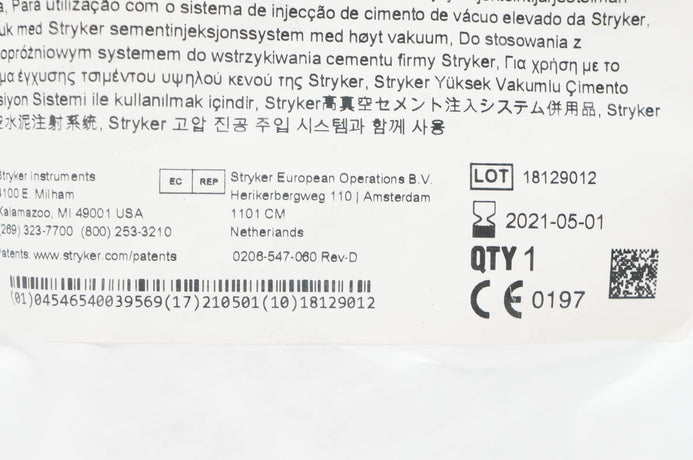 Para utilização com o sistema de injecção de cimento de vácuo elevado da Stryker,
med Stryker sementinjeksjonssystem med høyt vakuum, Do stosowania z
opróżniowym systemem do wstrzykiwania cementu firmy Stryker, Για χρήση με το
έγχυσης τσιμέντου υψηλού κενού της Stryker, Stryker Yüksek Vakumlu Çimento
Sistemi ile kullanılmak içindir, Stryker高真空セメント注入システム併用品, Stryker
水泥注射系统, Stryker 고압 진공 주입 시스템과 함께 사용
Stryker Instruments
4100 E. Milham
Kalamazoo, MI 49001 USA
(269) 323-7700 (800) 253-3210
Patents: www.stryker.com/patents
EC REP
Stryker European Operations B.V.
Herikerbergweg 110 | Amsterdam
1101 CM
Netherlands
0206-547-060 Rev-D
(01)04546540039569(17)210501(10)18129012
LOT 18129012
2021-05-01
QTY 1
CE 0197